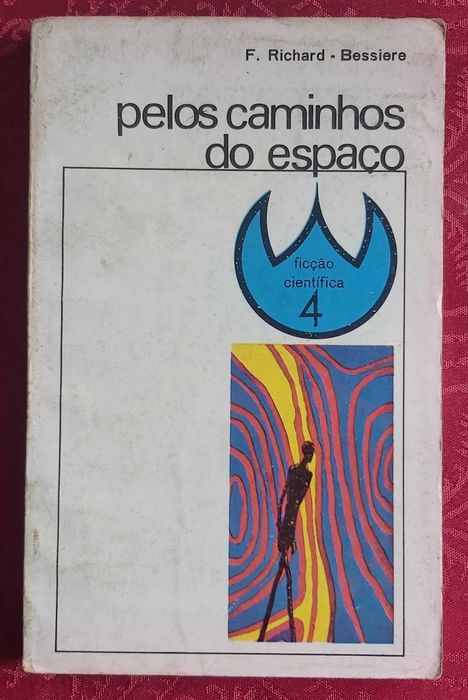 F. Richard - Bessiere
pelos caminhos
do espaço
ficção
científica
4